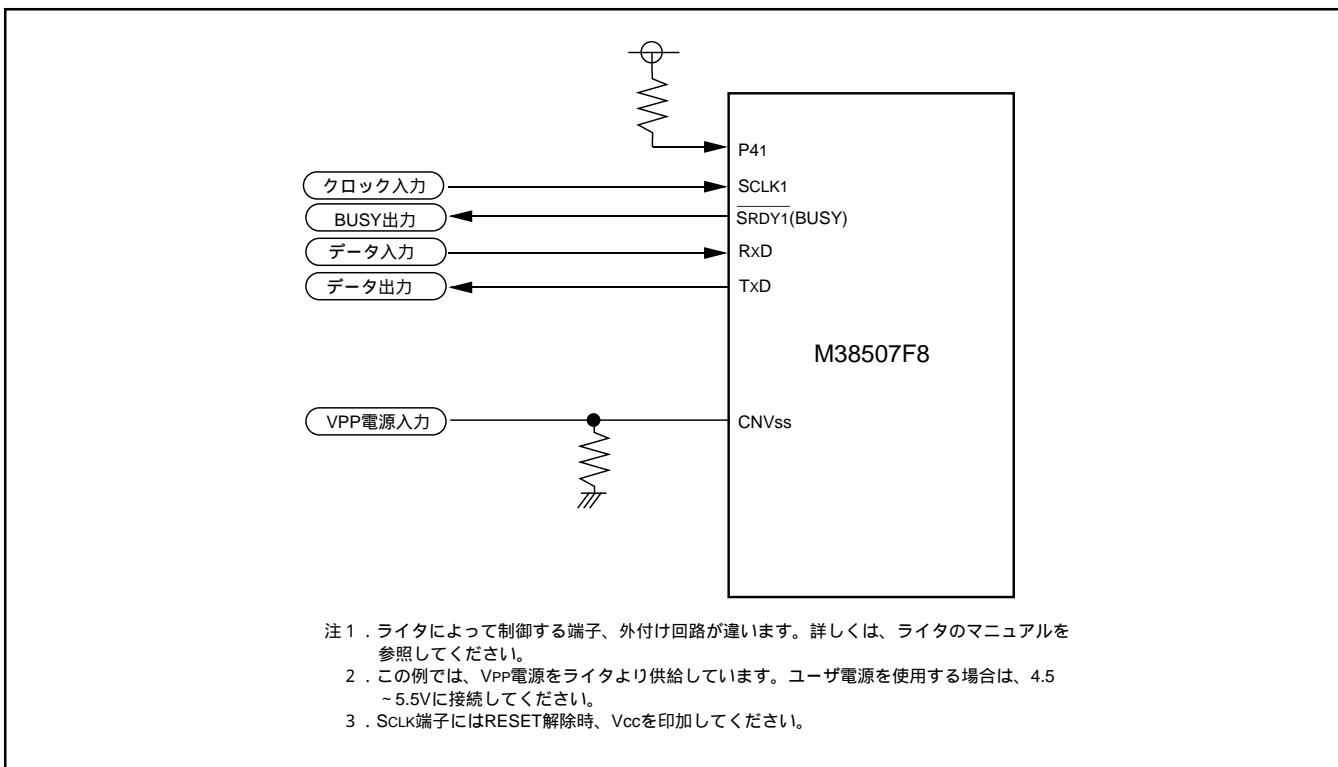 P41
クロック入力
SCLK1
BUSY出力
SRDY1(BUSY)
データ入力
RxD
データ出力
TxD
M38507F8
VPP電源入力
CNVss
注１．ライタによって制御する端子、外付け回路が違います。詳しくは、ライタのマニュアルを
参照してください。
２．この例では、VPP電源をライタより供給しています。ユーザ電源を使用する場合は、4.5
~5.5Vに接続してください。
３．SCLK端子にはRESET解除時、Vccを印加してください。